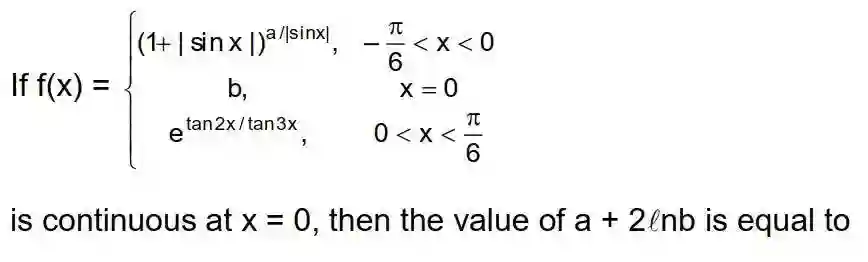 (1+ | sin x |)^{a/|sinx|}, -π/6 < x < 0
If f(x) = { b, x = 0
e^{tan2x/tan3x}, 0 < x < π/6
is continuous at x = 0, then the value of a + 2ℓnb is equal to